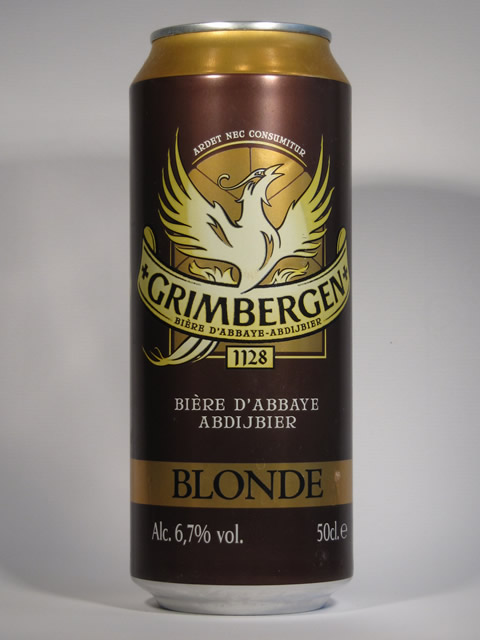 ARDET NEC CONSUMITUR
GRIMBERGEN
BIÈRE D'ABBAYE-ABDIJBIER
1128
BIÈRE D'ABBAYE
ABDIJBIER
BLONDE
Alc. 6,7% vol. 50cl. ℮